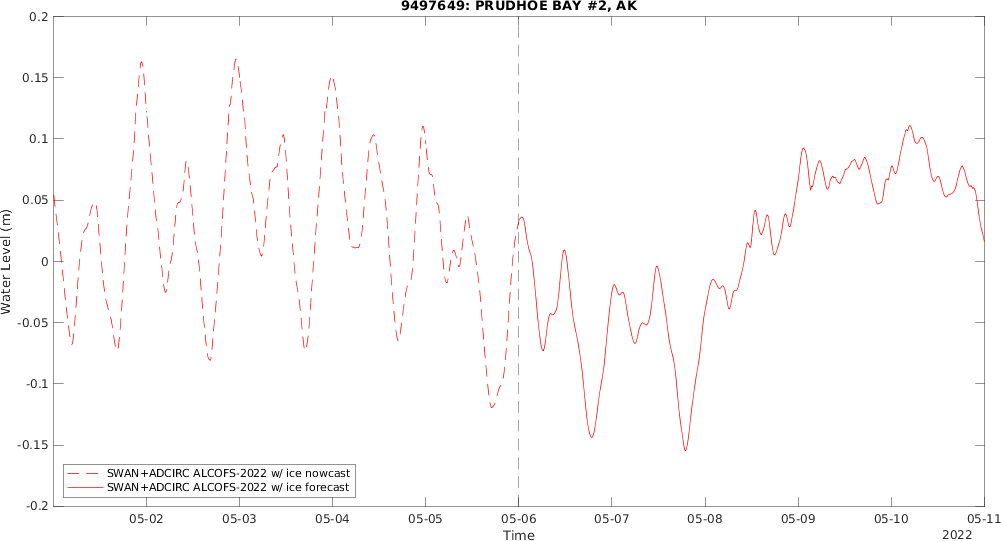 9497649: PRUDHOE BAY #2, AK
0.2
0.15
0.1
0.05
0
-0.05
-0.1
-0.15
-0.2
Water Level (m)
SWAN+ADCIRC ALCOFS-2022 w/ ice nowcast
SWAN+ADCIRC ALCOFS-2022 w/ ice forecast
05-02 05-03 05-04 05-05 05-06 05-07 05-08 05-09 05-10 05-11
Time
2022